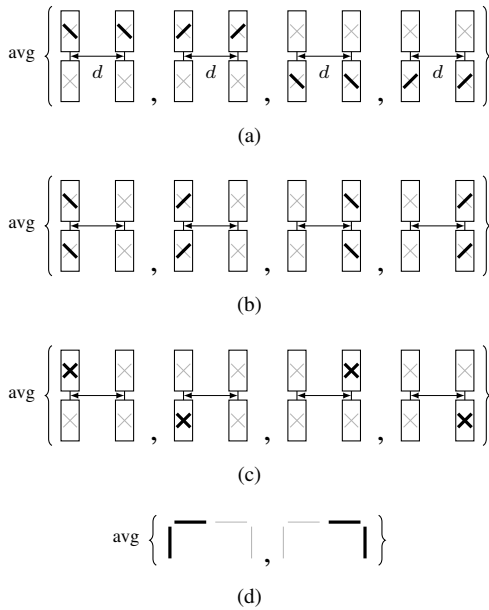 avg { d , d , d , d }
(a)
avg { , , , }
(b)
avg { , , , }
(c)
avg { , }
(d)